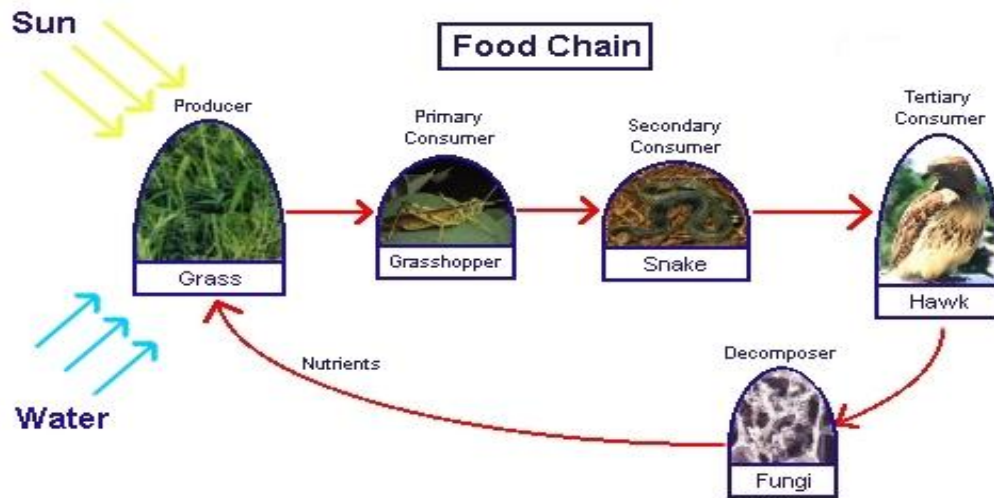 Sun
Food Chain
Producer
Primary
Consumer
Secondary
Consumer
Tertiary
Consumer
Grass
Grasshopper
Snake
Hawk
Nutrients
Decomposer
Water
Fungi